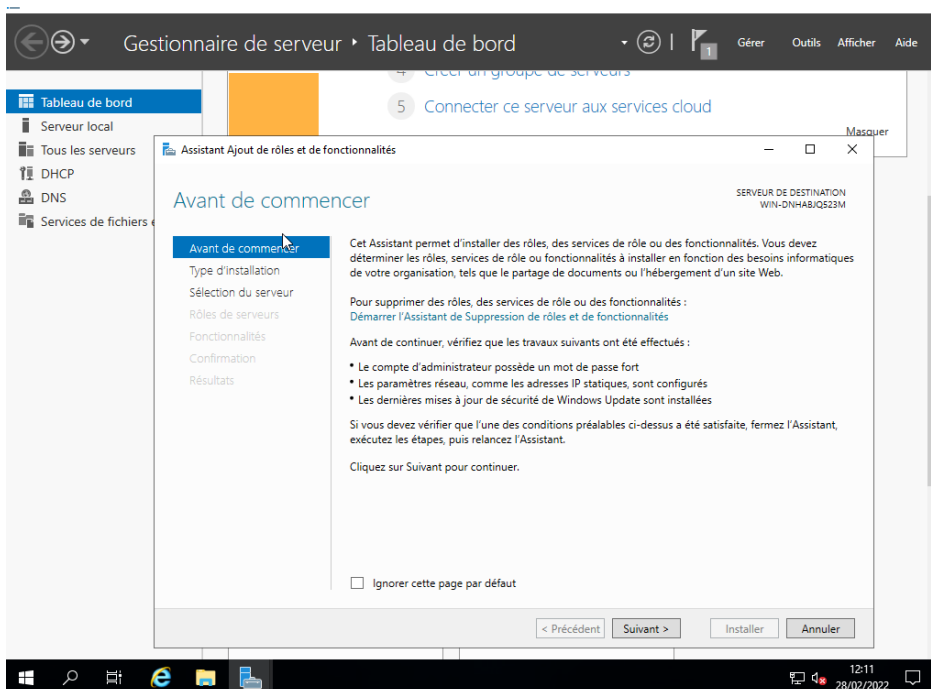 Gestionnaire de serveur • Tableau de bord
1
Gérer Outils Afficher Aide
4 Créer un groupe de serveurs
5 Connecter ce serveur aux services cloud
Masquer
Tableau de bord
Serveur local
Tous les serveurs
DHCP
DNS
Services de fichiers
Assistant Ajout de rôles et de fonctionnalités
Avant de commencer
SERVEUR DE DESTINATION
WIN-DNHABJQ523M
Avant de commencer
Type d'installation
Sélection du serveur
Rôles de serveurs
Fonctionnalités
Confirmation
Résultats
Cet Assistant permet d'installer des rôles, des services de rôle ou des fonctionnalités. Vous devez
déterminer les rôles, services de rôle ou fonctionnalités à installer en fonction des besoins informatiques
de votre organisation, tels que le partage de documents ou l'hébergement d'un site Web.
Pour supprimer des rôles, des services de rôle ou des fonctionnalités :
Démarrer l'Assistant de Suppression de rôles et de fonctionnalités
Avant de continuer, vérifiez que les travaux suivants ont été effectués :
• Le compte d'administrateur possède un mot de passe fort
• Les paramètres réseau, comme les adresses IP statiques, sont configurés
• Les dernières mises à jour de sécurité de Windows Update sont installées
Si vous devez vérifier que l'une des conditions préalables ci-dessus a été satisfaite, fermez l'Assistant,
exécutez les étapes, puis relancez l'Assistant.
Cliquez sur Suivant pour continuer.
Ignorer cette page par défaut
< Précédent Suivant > Installer Annuler
12:11
28/02/2022